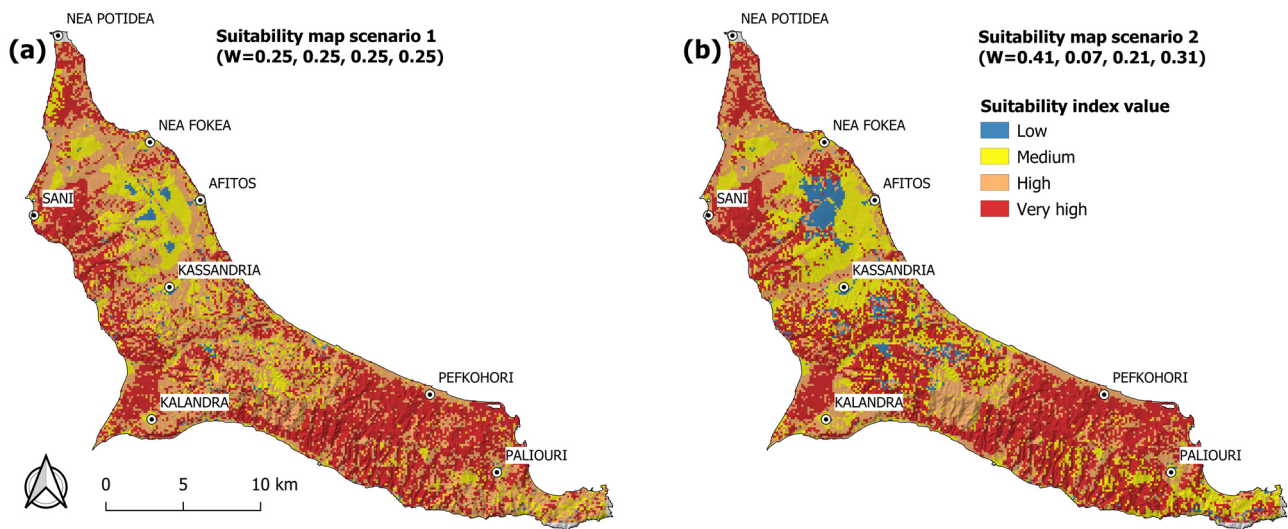 (a)
Suitability map scenario 1
(W=0.25, 0.25, 0.25, 0.25)
NEA POTIDEA
NEA FOKEA
AFITOS
SANI
KASSANDRIA
PEFKOHORI
KALANDRA
PALIOURI
0 5 10 km
(b)
Suitability map scenario 2
(W=0.41, 0.07, 0.21, 0.31)
Suitability index value
Low
Medium
High
Very high
NEA POTIDEA
NEA FOKEA
AFITOS
SANI
KASSANDRIA
PEFKOHORI
KALANDRA
PALIOURI